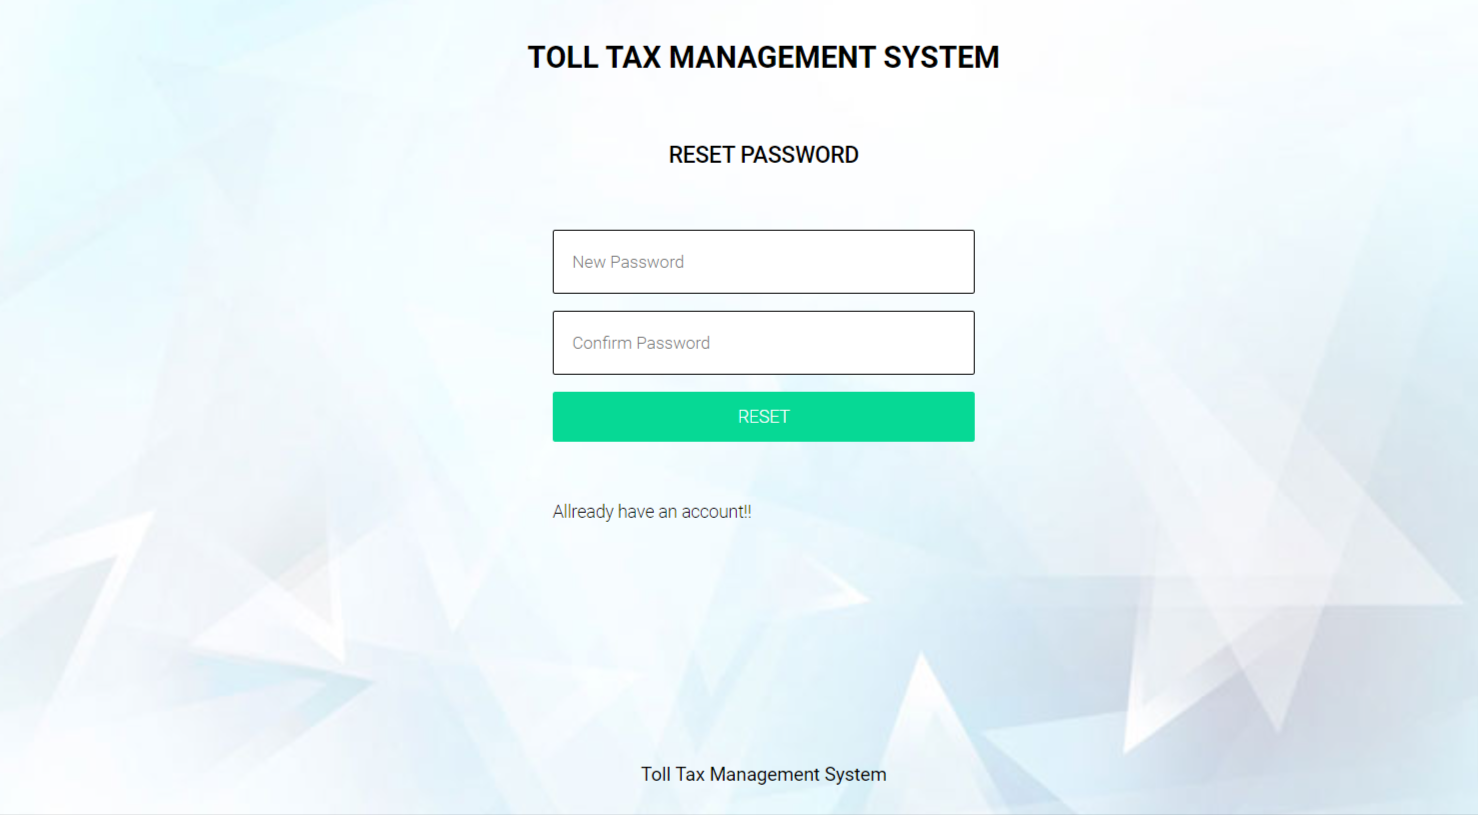 TOLL TAX MANAGEMENT SYSTEM
RESET PASSWORD
New Password
Confirm Password
RESET
Allready have an account!!
Toll Tax Management System